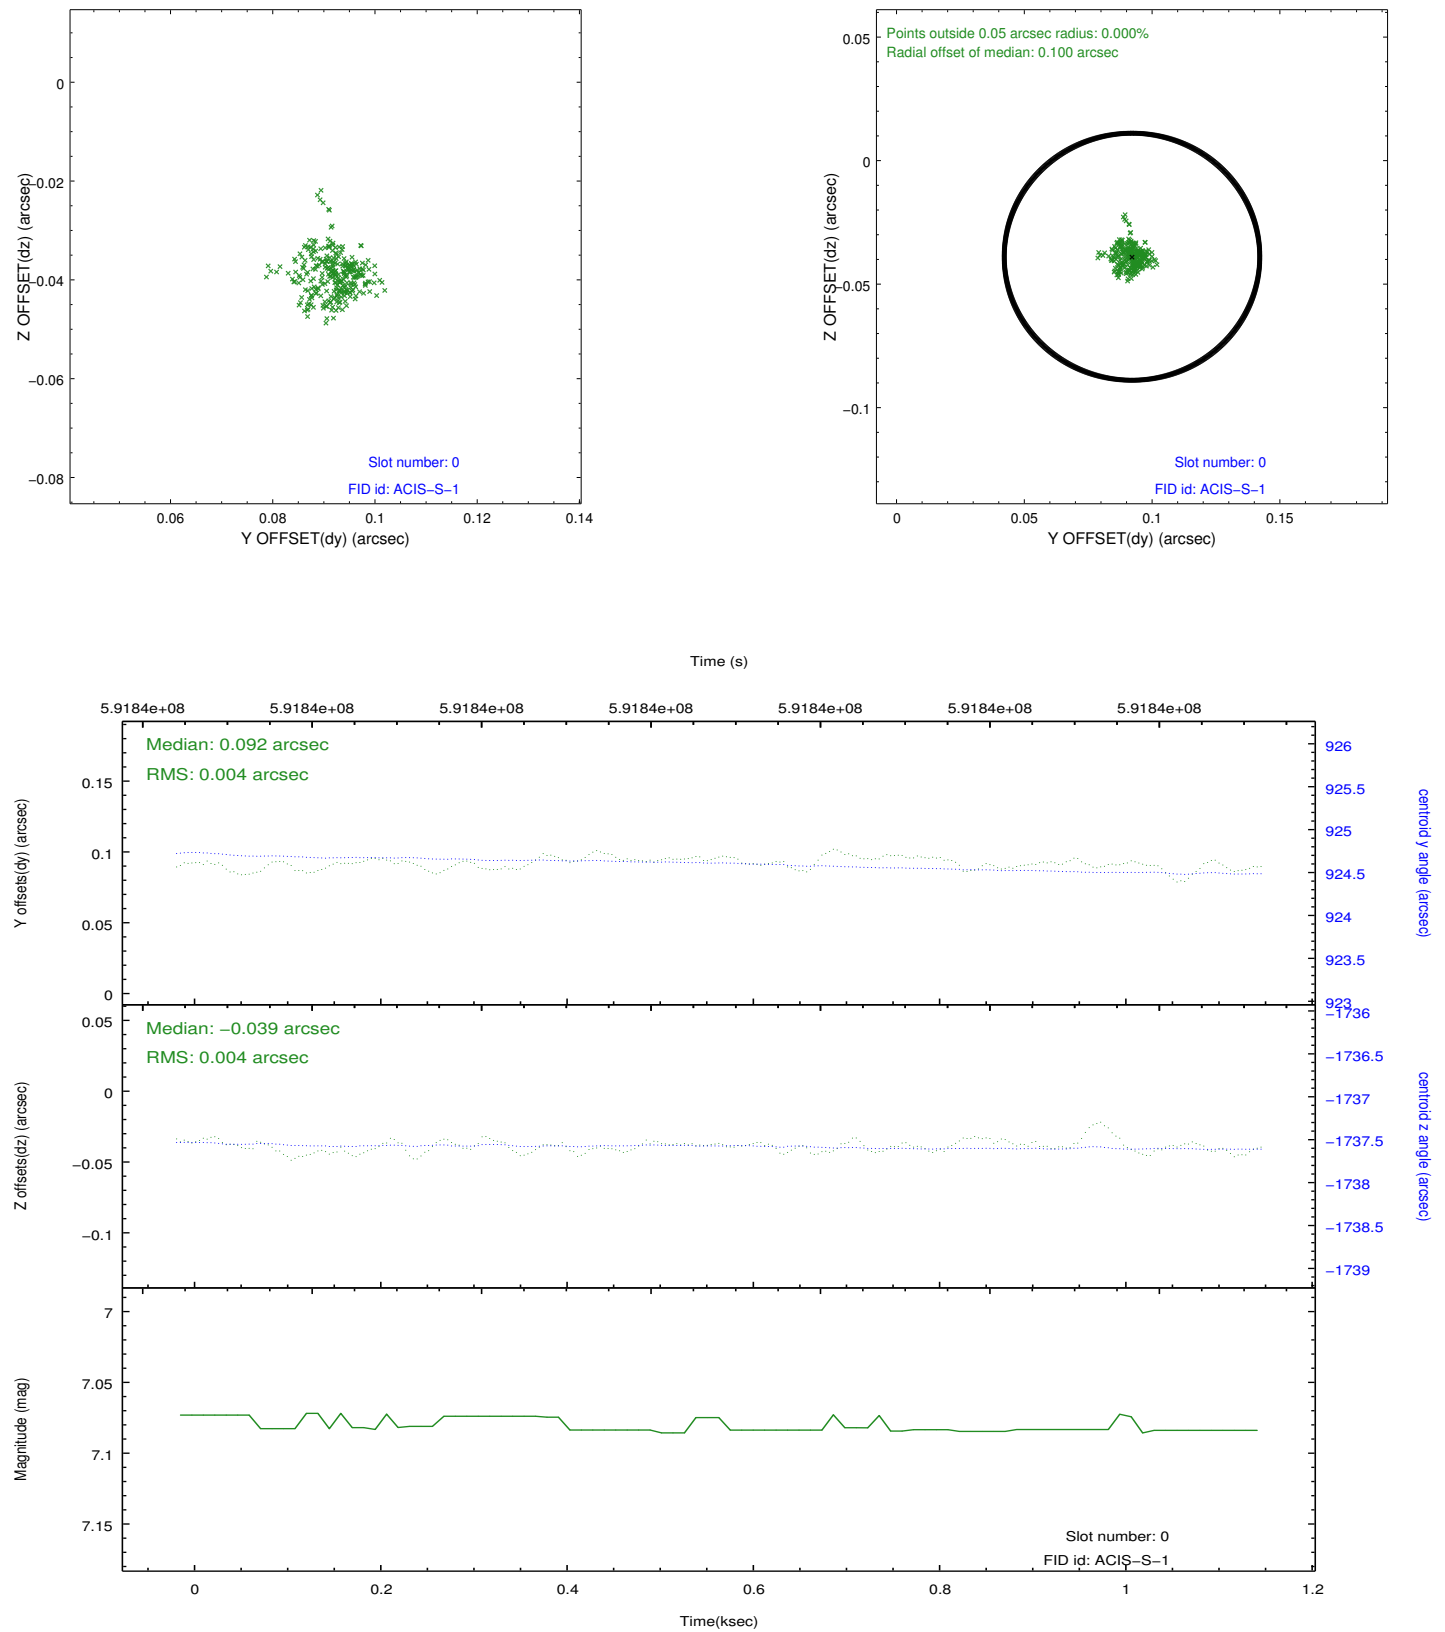 0
−0.02
−0.04
−0.06
−0.08
Z OFFSET(dz) (arcsec)
0.06 0.08 0.1 0.12 0.14
Y OFFSET(dy) (arcsec)
Slot number: 0
FID id: ACIS−S−1
Points outside 0.05 arcsec radius: 0.000%
Radial offset of median: 0.100 arcsec
0.05
0
−0.05
−0.1
Z OFFSET(dz) (arcsec)
0 0.05 0.1 0.15
Y OFFSET(dy) (arcsec)
Slot number: 0
FID id: ACIS−S−1
Time (s)
5.9184e+08 5.9184e+08 5.9184e+08 5.9184e+08 5.9184e+08 5.9184e+08 5.9184e+08
Median: 0.092 arcsec
RMS: 0.004 arcsec
0.15
0.1
0.05
0
Y offsets(dy) (arcsec)
926
925.5
925
924.5
924
923.5
923
centroid y angle (arcsec)
Median: −0.039 arcsec
RMS: 0.004 arcsec
0.05
0
−0.05
−0.1
Z offsets(dz) (arcsec)
−1736
−1736.5
−1737
−1737.5
−1738
−1738.5
−1739
centroid z angle (arcsec)
7
7.05
7.1
7.15
Magnitude (mag)
Slot number: 0
FID id: ACIS−S−1
0 0.2 0.4 0.6 0.8 1 1.2
Time(ksec)